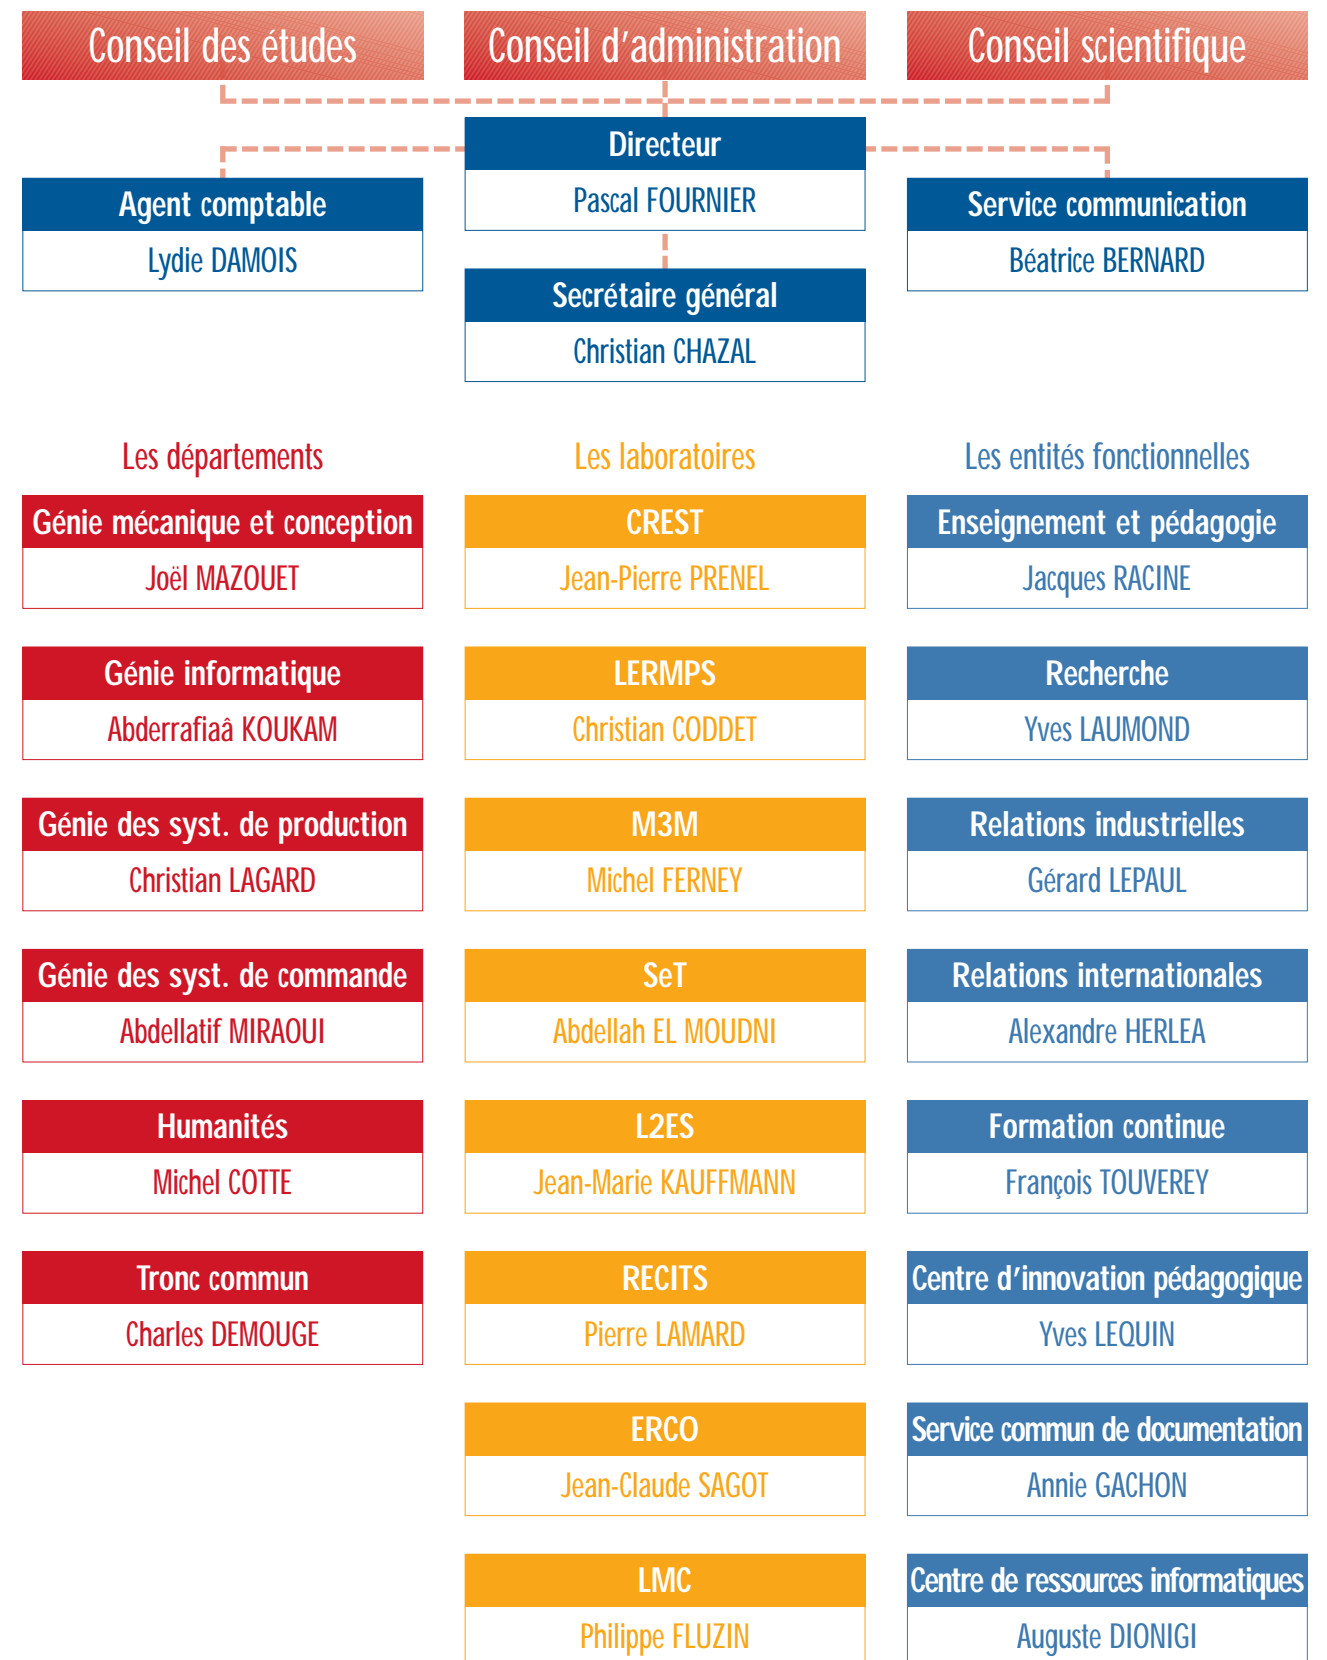 Conseil des études
Conseil d'administration
Conseil scientifique
Directeur
Pascal FOURNIER
Agent comptable
Lydie DAMOIS
Service communication
Béatrice BERNARD
Secrétaire général
Christian CHAZAL
Les départements
Génie mécanique et conception
Joël MAZOUET
Génie informatique
Abderrafiaâ KOUKAM
Génie des syst. de production
Christian LAGARD
Génie des syst. de commande
Abdellatif MIRAOUI
Humanités
Michel COTTE
Tronc commun
Charles DEMOUGE
Les laboratoires
CREST
Jean-Pierre PRENEL
LERMPS
Christian CODDET
M3M
Michel FERNEY
SeT
Abdellah EL MOUDNI
L2ES
Jean-Marie KAUFFMANN
RECITS
Pierre LAMARD
ERCO
Jean-Claude SAGOT
LMC
Philippe FLUZIN
Les entités fonctionnelles
Enseignement et pédagogie
Jacques RACINE
Recherche
Yves LAUMOND
Relations industrielles
Gérard LEPAUL
Relations internationales
Alexandre HERLEA
Formation continue
François TOUVEREY
Centre d'innovation pédagogique
Yves LEQUIN
Service commun de documentation
Annie GACHON
Centre de ressources informatiques
Auguste DIONIGI